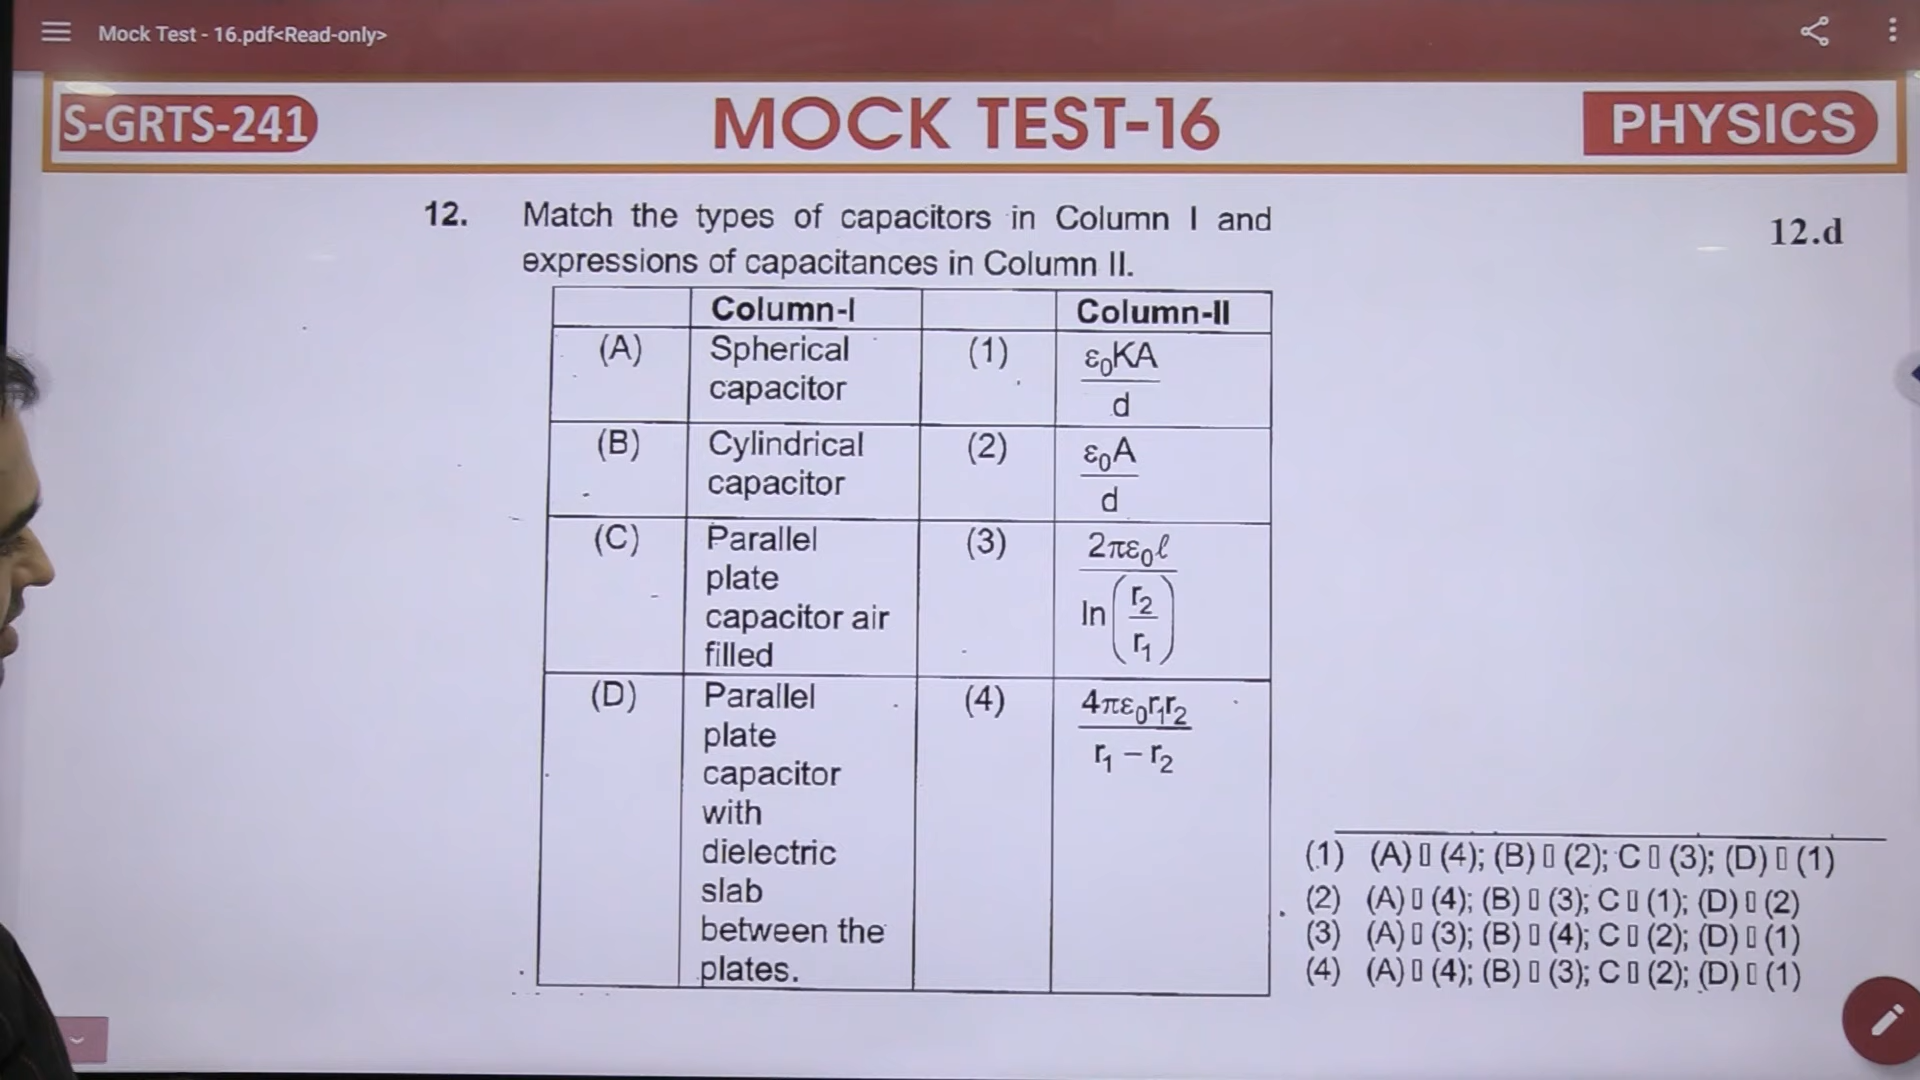 Mock Test - 16.pdf<Read-only>
S-GRTS-241
MOCK TEST-16
PHYSICS
12. Match the types of capacitors in Column I and
expressions of capacitances in Column II.
12.d
Column-I Column-II
(A) Spherical
capacitor
(1) ε₀KA
d
(B) Cylindrical
capacitor
(2) ε₀A
d
(C) Parallel
plate
capacitor air
filled
(3) 2πε₀ℓ
ln(r₂
r₁)
(D) Parallel
plate
capacitor
with
dielectric
slab
between the
plates.
(4) 4πε₀r₁r₂
r₁ − r₂
(1) (A) ▯ (4); (B) ▯ (2); C ▯ (3); (D) ▯ (1)
(2) (A) ▯ (4); (B) ▯ (3); C ▯ (1); (D) ▯ (2)
(3) (A) ▯ (3); (B) ▯ (4); C ▯ (2); (D) ▯ (1)
(4) (A) ▯ (4); (B) ▯ (3); C ▯ (2); (D) ▯ (1)